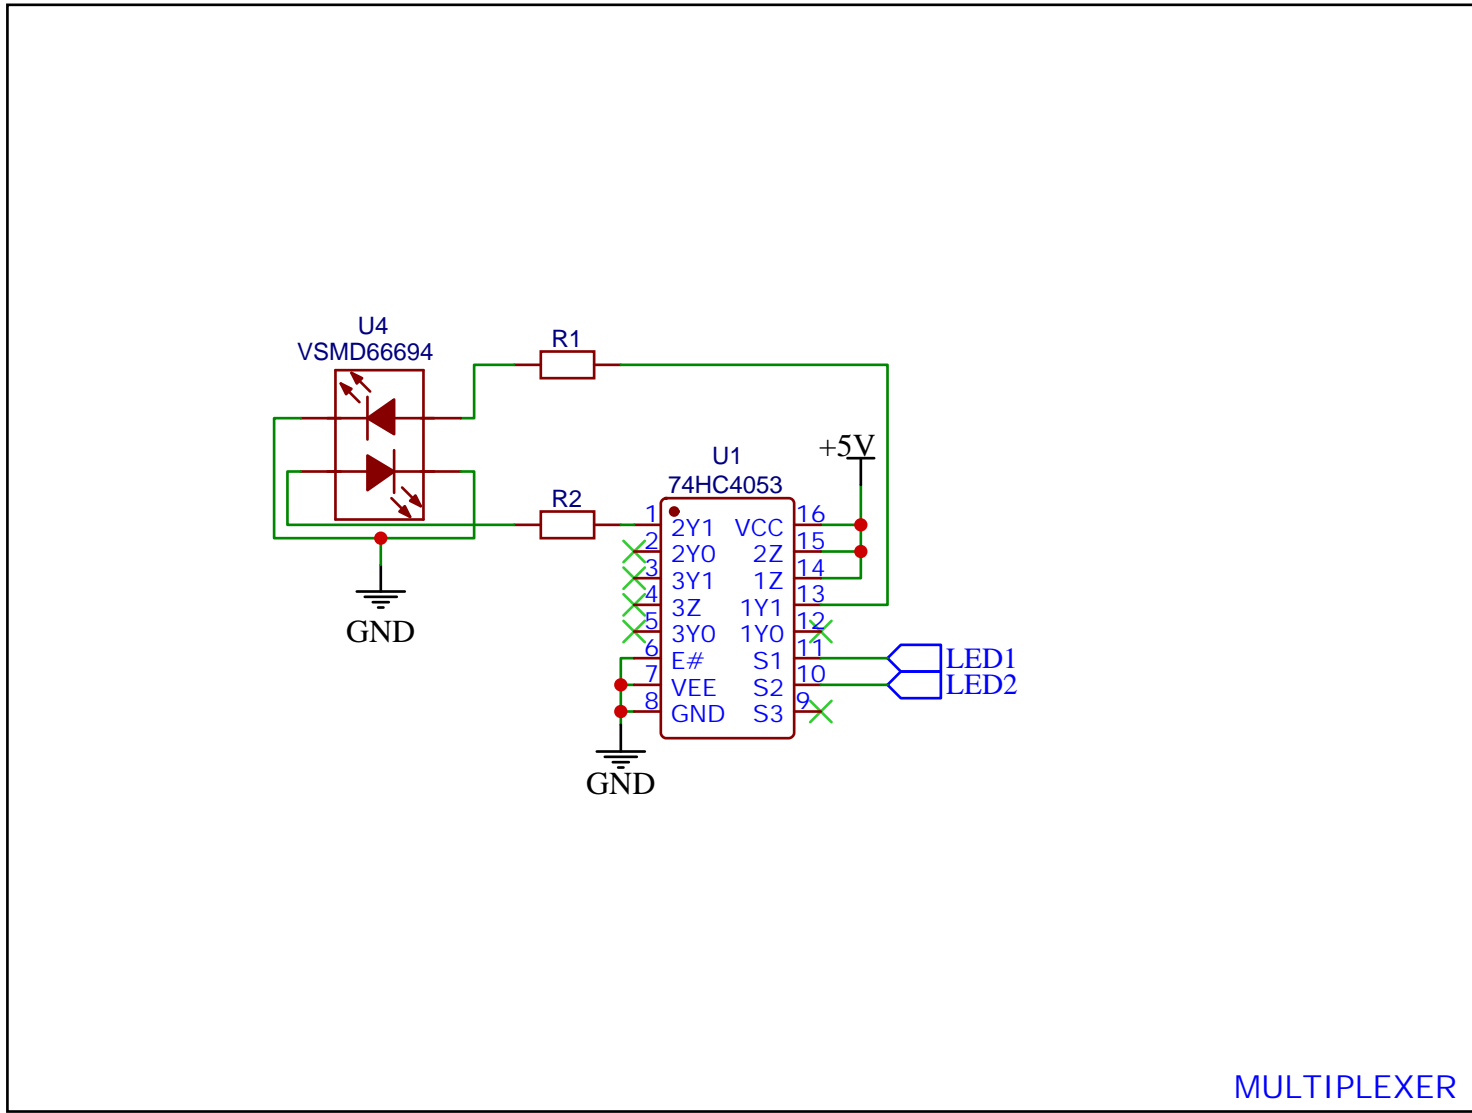 U4
VSMD66694
R1
+5V
U1
74HC4053
R2
1 2Y1 VCC 16
2 2Y0 2Z 15
3 3Y1 1Z 14
4 3Z 1Y1 13
5 3Y0 1Y0 12
6 E# S1 11
7 VEE S2 10
8 GND S3 9
LED1
LED2
GND
GND
MULTIPLEXER